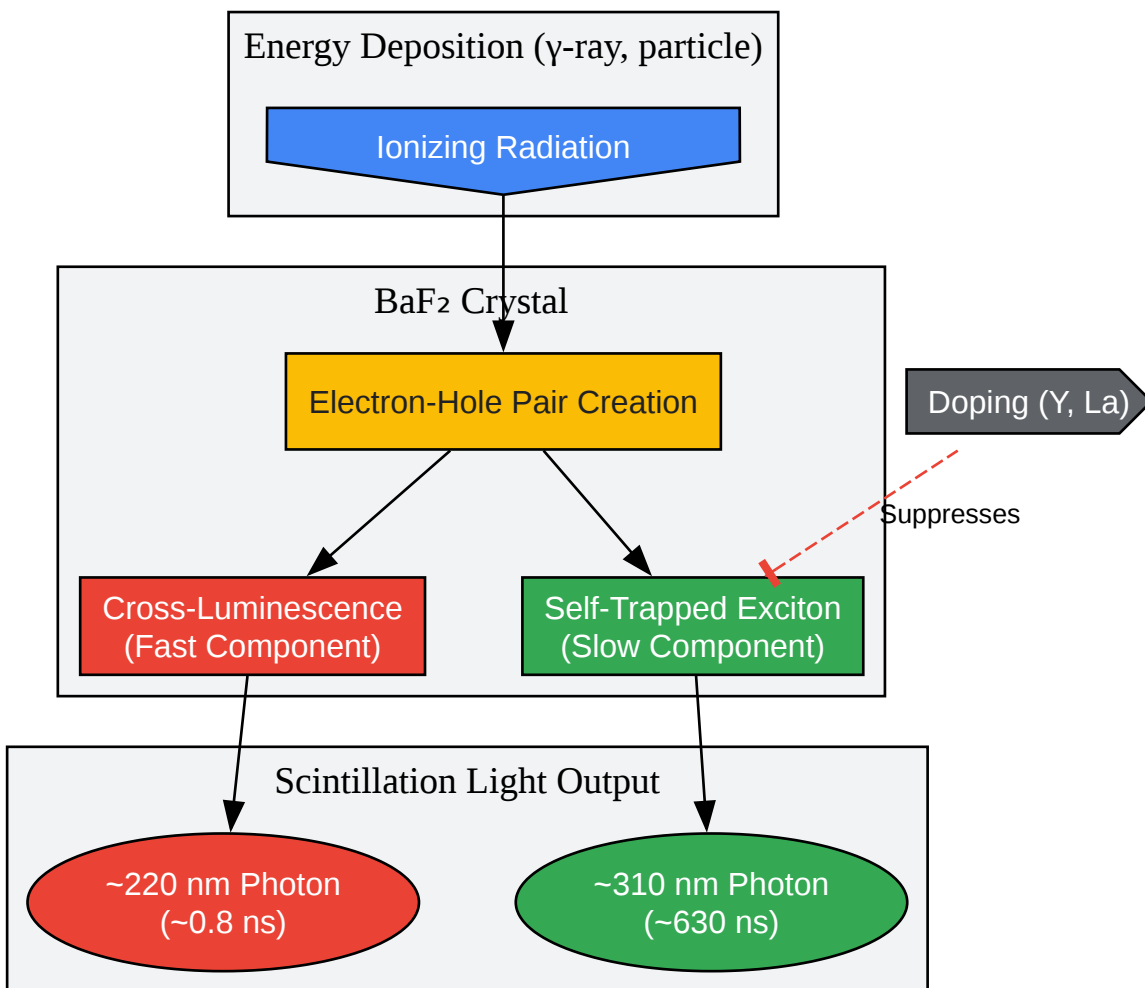 Energy Deposition (γ-ray, particle)
Ionizing Radiation
BaF₂ Crystal
Electron-Hole Pair Creation
Doping (Y, La)
Suppresses
Cross-Luminescence
(Fast Component)
Self-Trapped Exciton
(Slow Component)
Scintillation Light Output
~220 nm Photon
(~0.8 ns)
~310 nm Photon
(~630 ns)